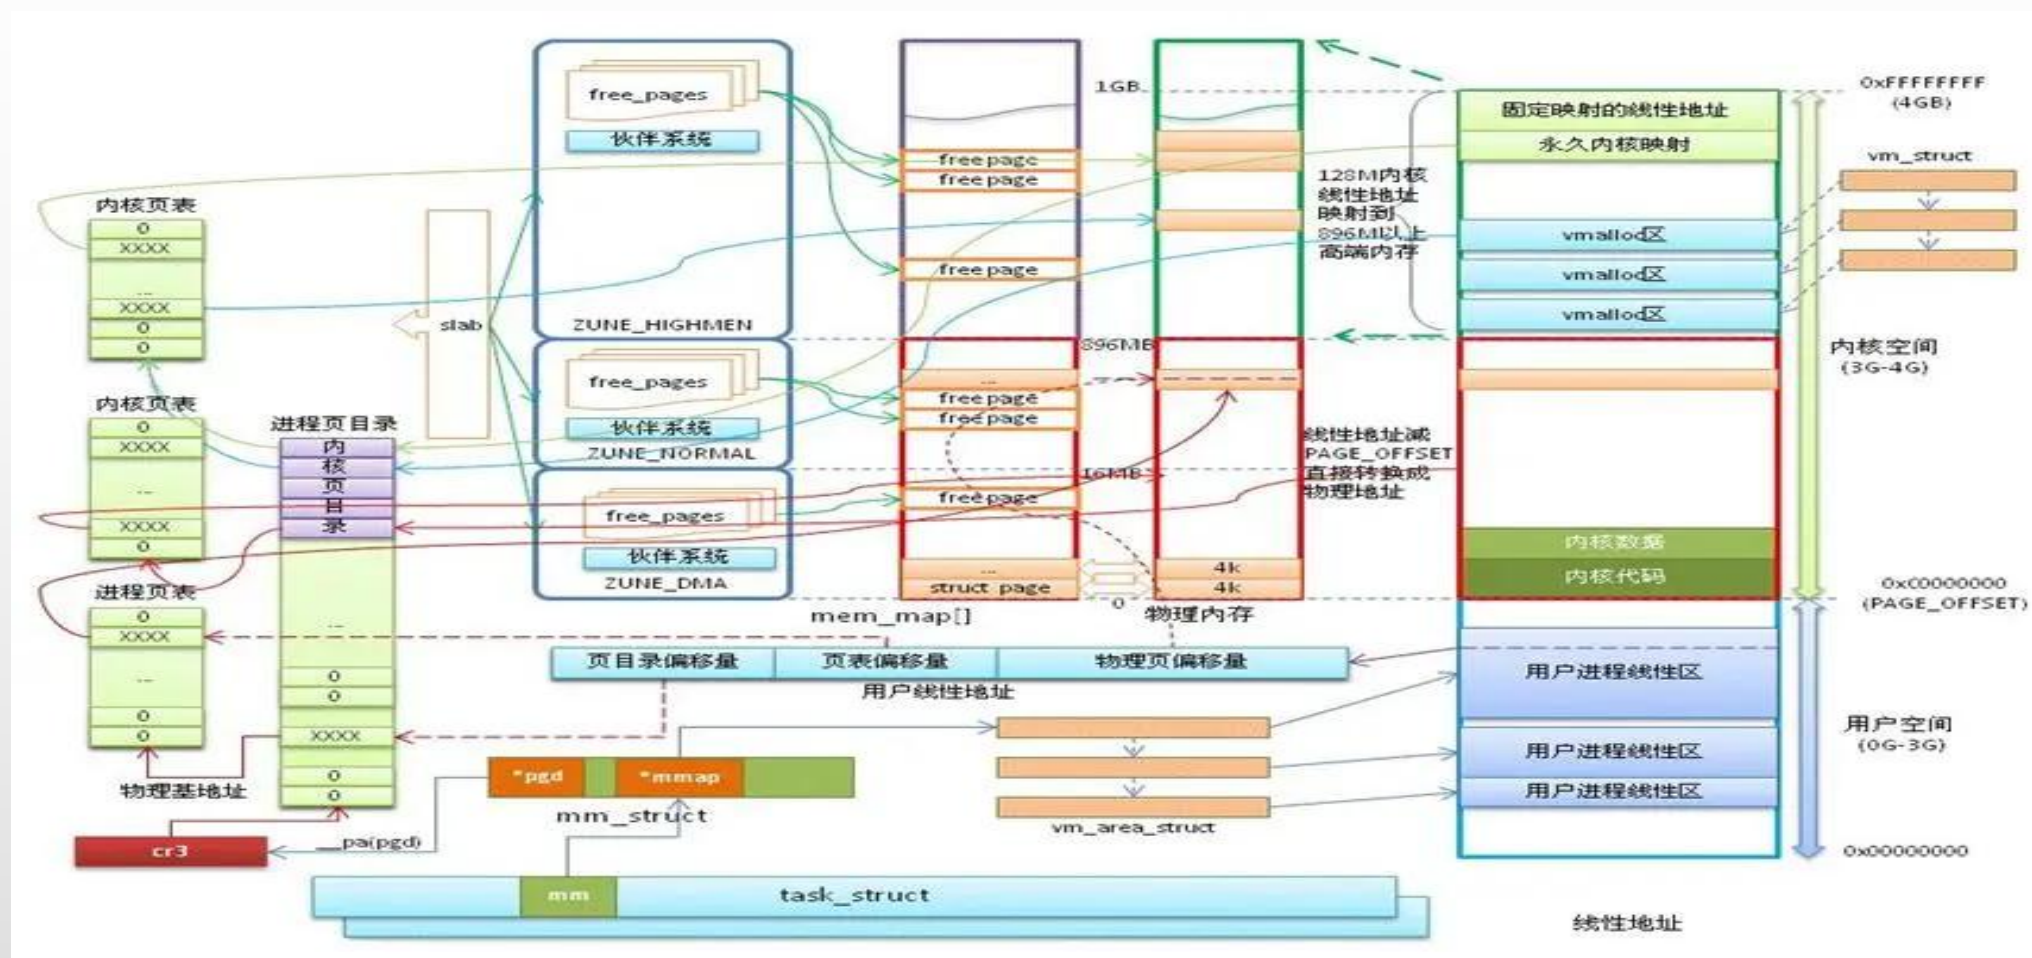 内核页表
0
XXXX
...
XXXX
0
0
内核页表
0
XXXX
...
XXXX
0
进程页表
0
XXXX
...
0
0
物理基地址
cr3
__pa(pgd)
进程页目录
内
核
页
目
录
...
0
0
XXXX
0
0
slab
free_pages
伙伴系统
ZUNE_HIGHMEN
free_pages
伙伴系统
ZUNE_NORMAL
free_pages
伙伴系统
ZUNE_DMA
free page
free page
free page
...
free page
free page
free page
...
struct page
mem_map[]
1GB
896MB
16MB
0
4k
4k
物理内存
128M内核
线性地址
映射到
896M以上
高端内存
线性地址减
PAGE_OFFSET
直接转换成
物理地址
固定映射的线性地址
永久内核映射
vmalloc区
vmalloc区
vmalloc区
内核数据
内核代码
用户进程线性区
用户进程线性区
用户进程线性区
0xFFFFFFFF
(4GB)
vm_struct
内核空间
(3G-4G)
0xC0000000
(PAGE_OFFSET)
用户空间
(0G-3G)
0x00000000
线性地址
页目录偏移量
页表偏移量
物理页偏移量
用户线性地址
*pgd
*mmap
mm_struct
vm_area_struct
mm
task_struct